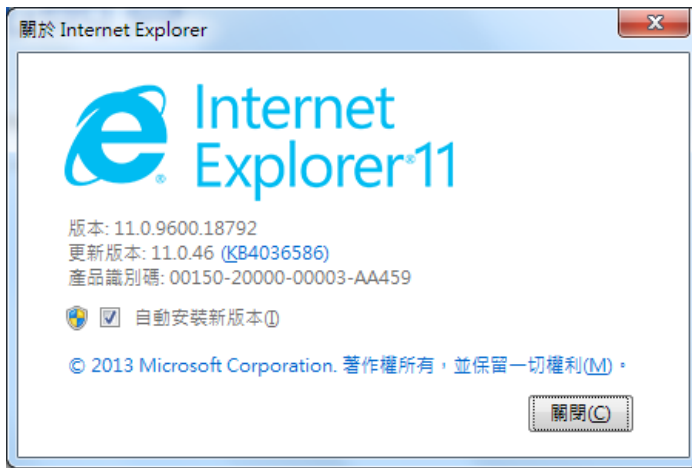 關於 Internet Explorer
Internet
Explorer®11
版本: 11.0.9600.18792
更新版本: 11.0.46 (KB4036586)
產品識別碼: 00150-20000-00003-AA459
自動安裝新版本(I)
© 2013 Microsoft Corporation. 著作權所有，並保留一切權利(M)。
關閉(C)